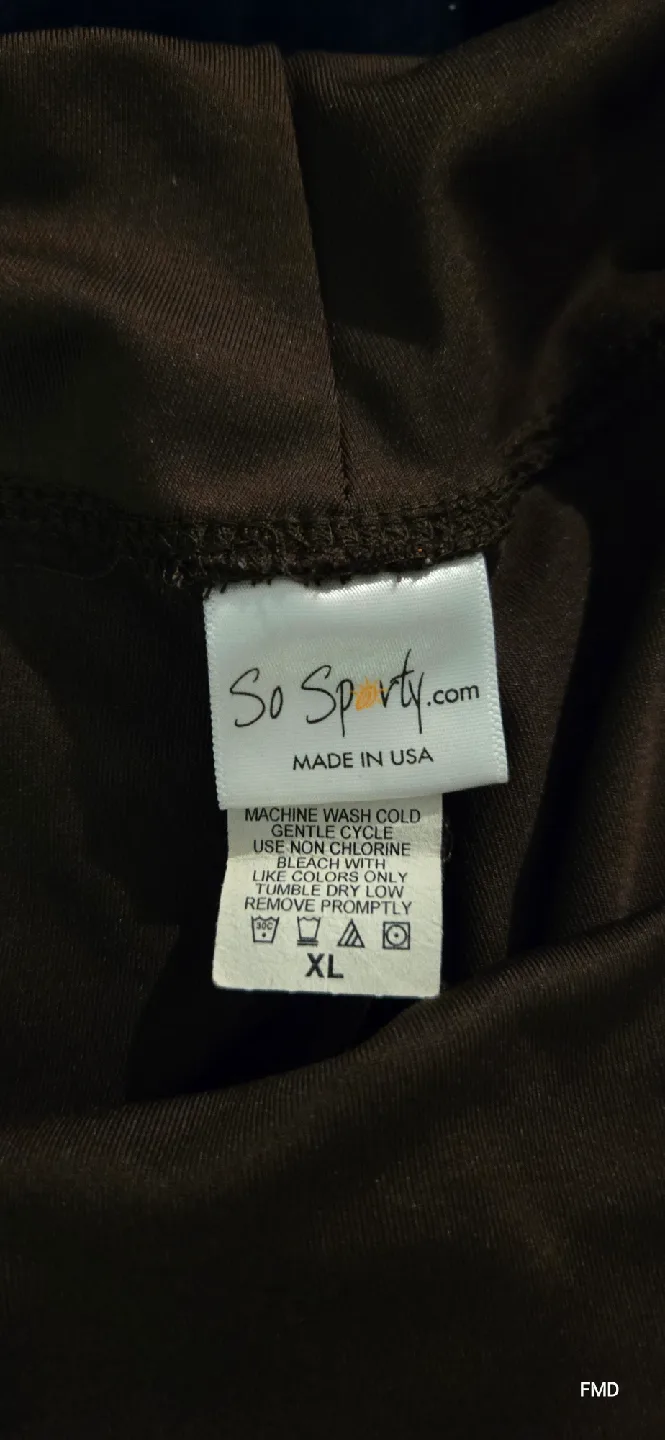 So Sporty.com
MADE IN USA
MACHINE WASH COLD
GENTLE CYCLE
USE NON CHLORINE
BLEACH WITH
LIKE COLORS ONLY
TUMBLE DRY LOW
REMOVE PROMPTLY
30C
XL
FMD